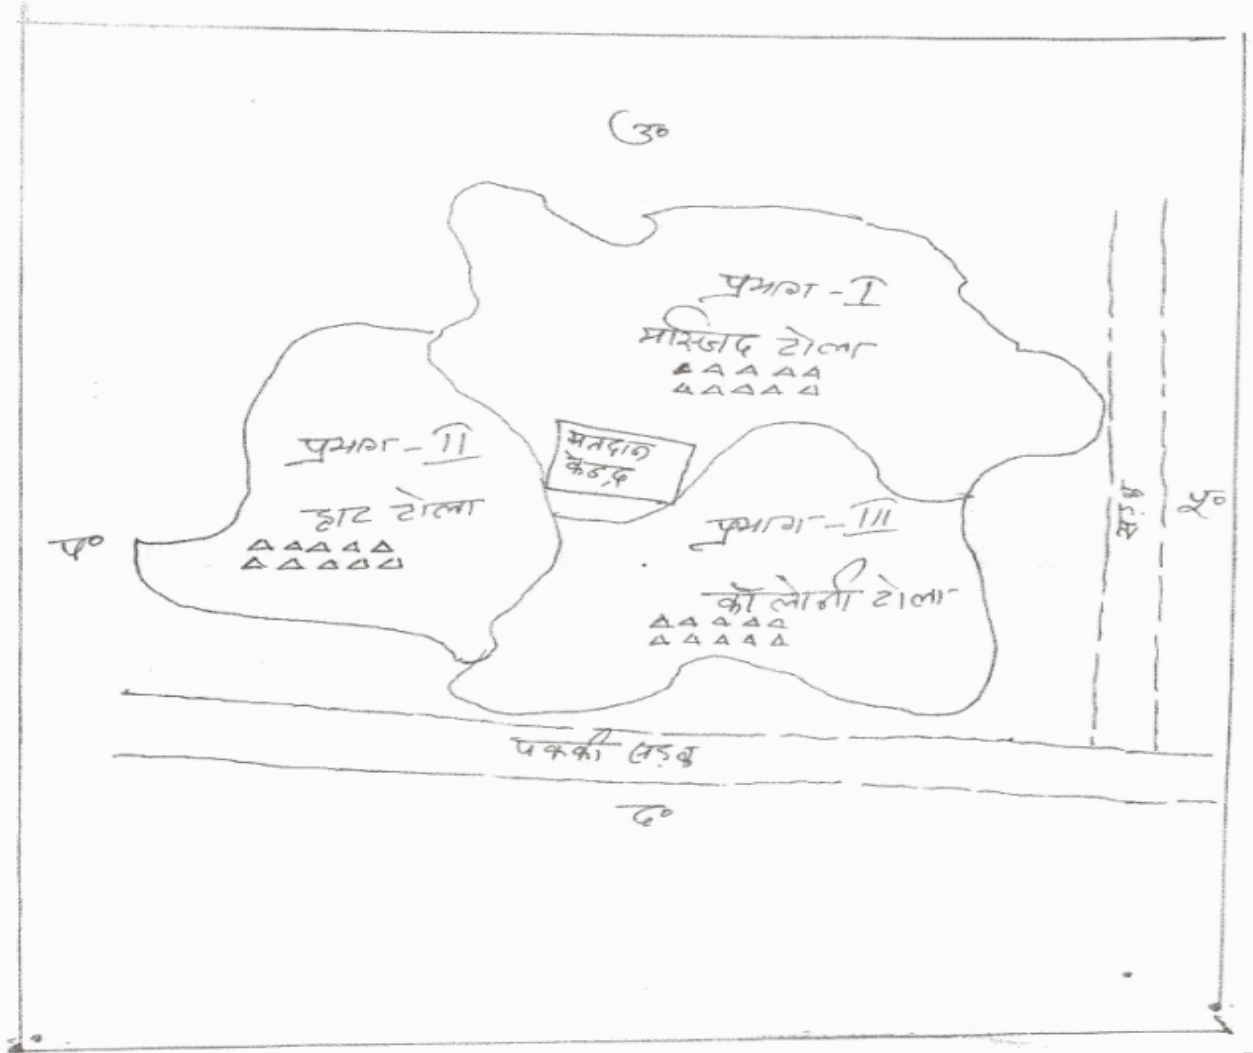 उ०
प्रभाग - I
मस्जिद टोला
मतदान
केन्द्र
प्रभाग - II
हाट टोला
प०
प्रभाग - III
कॉलोनी टोला
सड़क
पू०
पक्की सड़क
द०